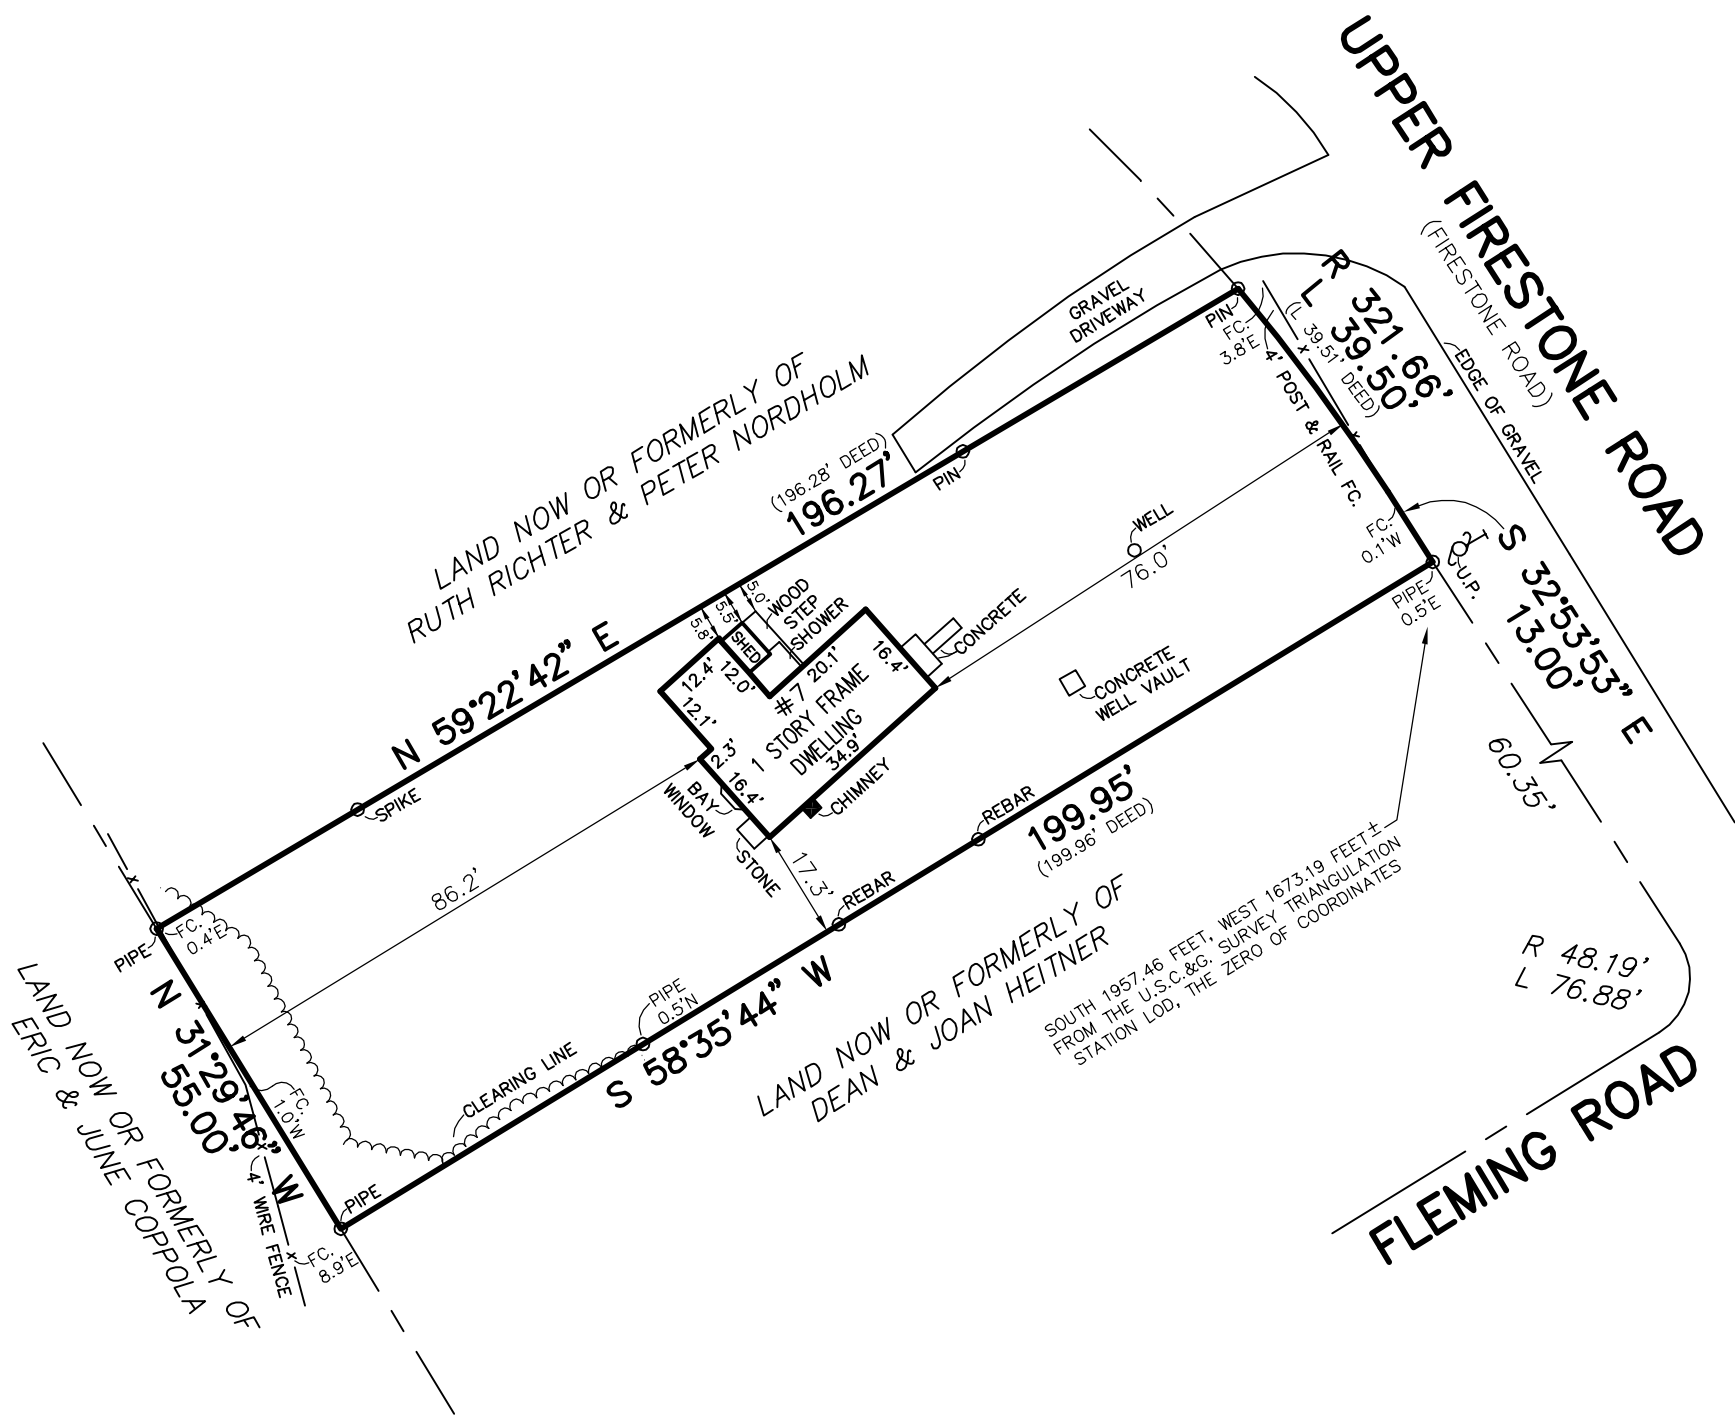 UPPER FIRESTONE ROAD
(FIRESTONE ROAD)
R 321.66'
L 39.50'
(L 39.51' DEED)
EDGE OF GRAVEL
GRAVEL
DRIVEWAY
PIN
FC.
3.8'E
4' POST & RAIL FC.
LAND NOW OR FORMERLY OF
RUTH RICHTER & PETER NORDHOLM
(196.28' DEED)
196.27'
N 59°22'42" E
PIN
WELL
76.0'
FC.
0.1'W
PIPE
0.5'E
U.P.
S 32°53'53" E
13.00'
60.35'
5.0'
5.5'
5.8'
WOOD
STEP
SHOWER
SHED
12.4'
12.0'
20.1'
16.4'
CONCRETE
#7
1 STORY FRAME
DWELLING
12.1'
2.3'
16.4'
34.9'
BAY
WINDOW
CHIMNEY
STONE
CONCRETE
WELL VAULT
17.3'
REBAR
REBAR
199.95'
(199.96' DEED)
SPIKE
86.2'
PIPE
FC.
0.4'E
PIPE
0.5'N
S 58°35'44" W
CLEARING LINE
LAND NOW OR FORMERLY OF
DEAN & JOAN HEITNER
SOUTH 1957.46 FEET, WEST 1673.19 FEET±
FROM THE U.S.C.&G. SURVEY TRIANGULATION
STATION LOD, THE ZERO OF COORDINATES
N 31°29'46" W
55.00'
LAND NOW OR FORMERLY OF
ERIC & JUNE COPPOLA
FC.
1.0'W
4' WIRE FENCE
PIPE
FC.
8.9'E
R 48.19'
L 76.88'
FLEMING ROAD